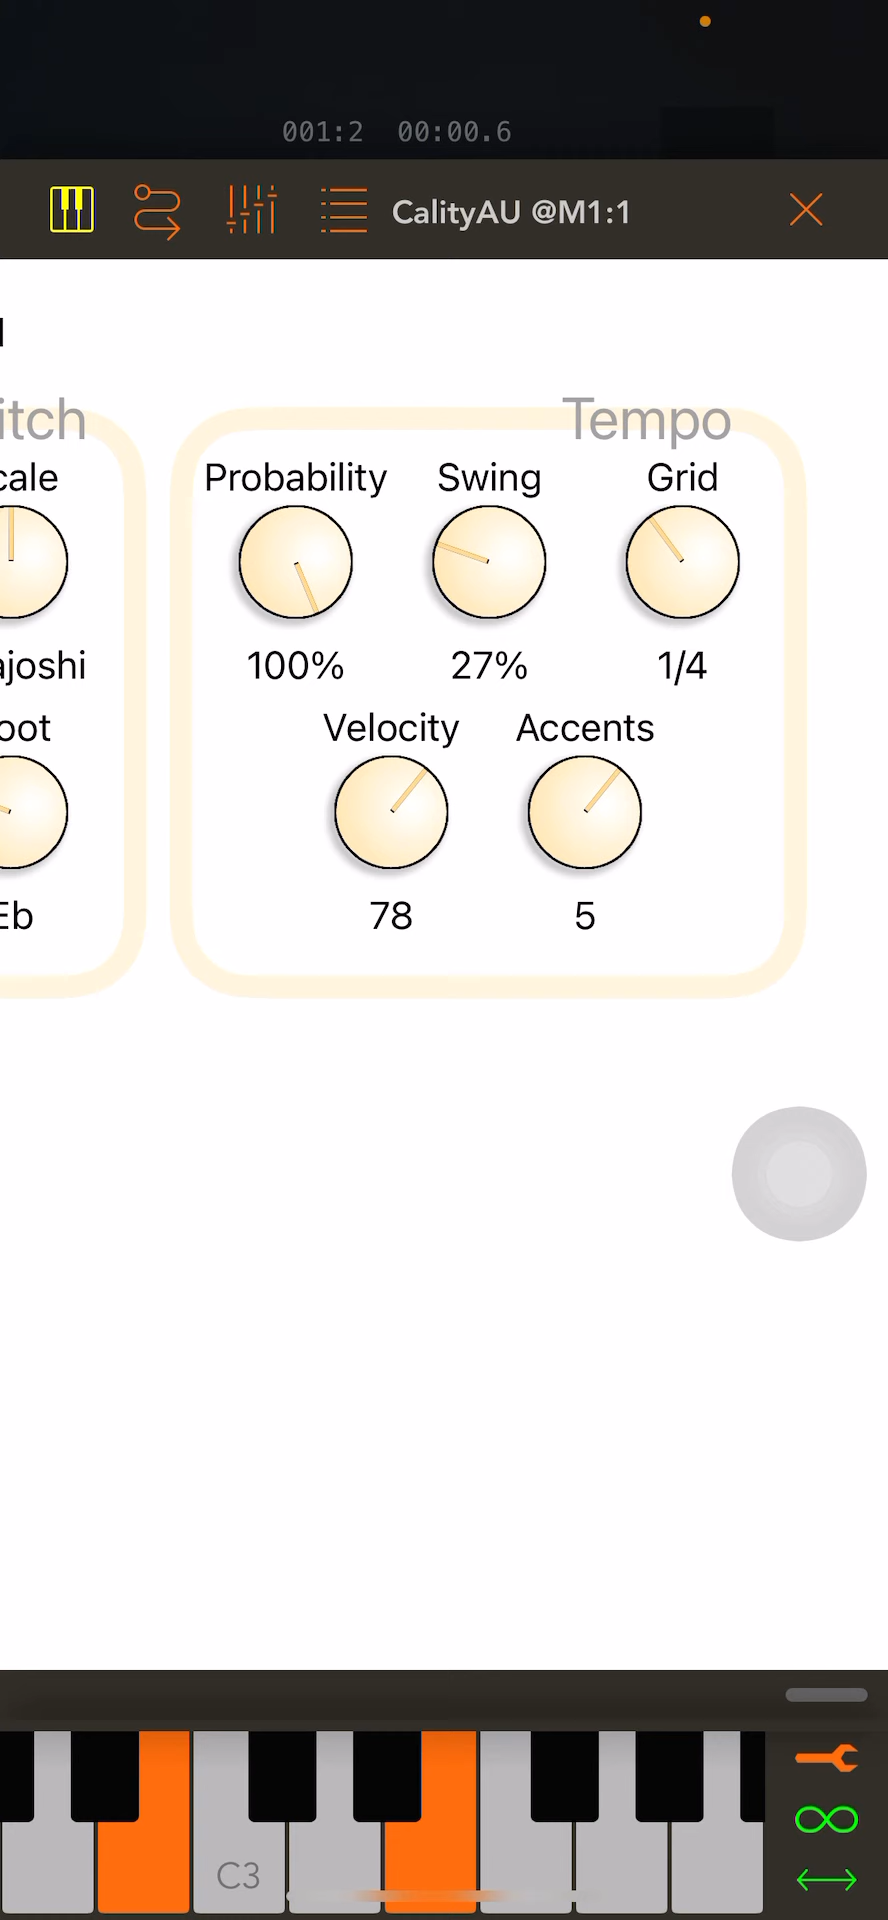 001:2 00:00.6
CalityAU @M1:1
itch
Tempo
cale
Probability
Swing
Grid
ajoshi
100%
27%
1/4
oot
Velocity
Accents
Eb
78
5
C3